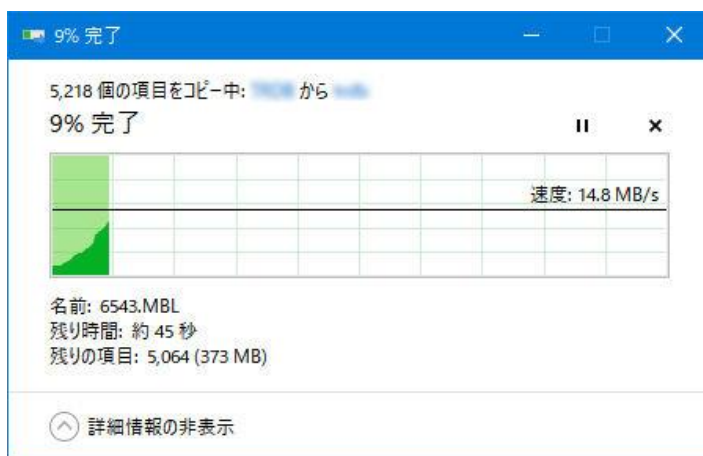 9% 完了
5,218 個の項目をコピー中: から
9% 完了
速度: 14.8 MB/s
名前: 6543.MBL
残り時間: 約 45 秒
残りの項目: 5,064 (373 MB)
詳細情報の非表示